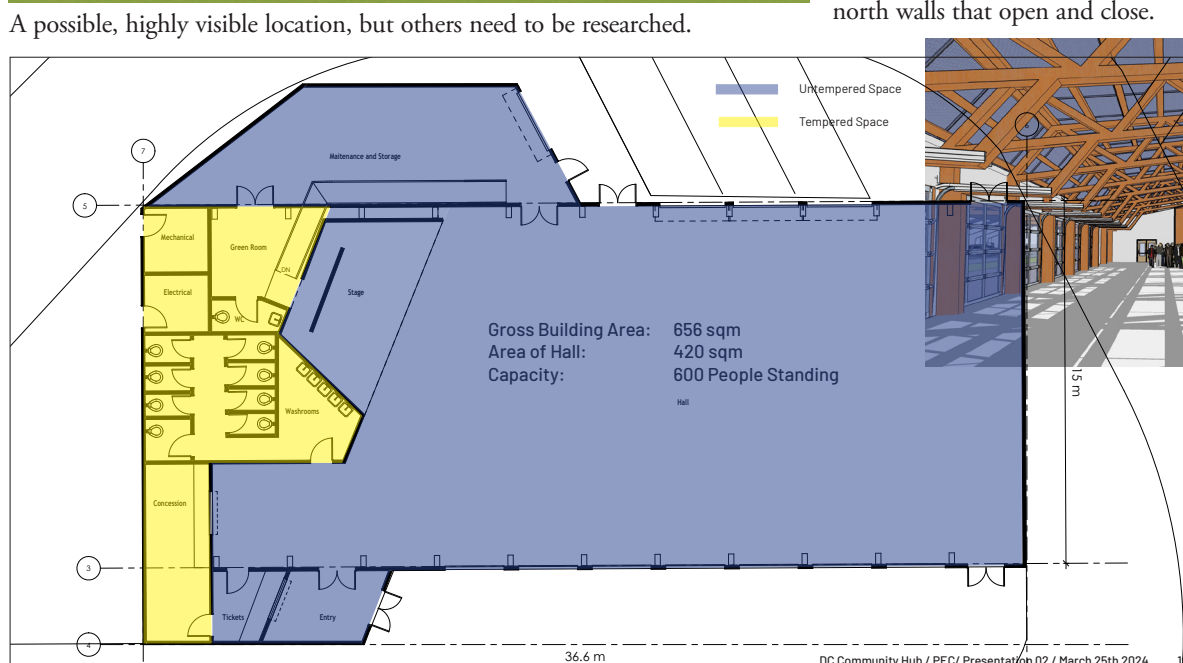 A possible, highly visible location, but others need to be researched.
north walls that open and close.
Untempered Space
Tempered Space
7
6
Maitenance and Storage
5
Mechanical
Green Room
DN
Electrical
Stage
WC
Gross Building Area: 656 sqm
Area of Hall: 420 sqm
Capacity: 600 People Standing
Hall
15 m
Washrooms
Concession
3
Tickets
Entry
4
36.6 m
DC Community Hub / PEC/ Presentation 02 / March 25th 2024